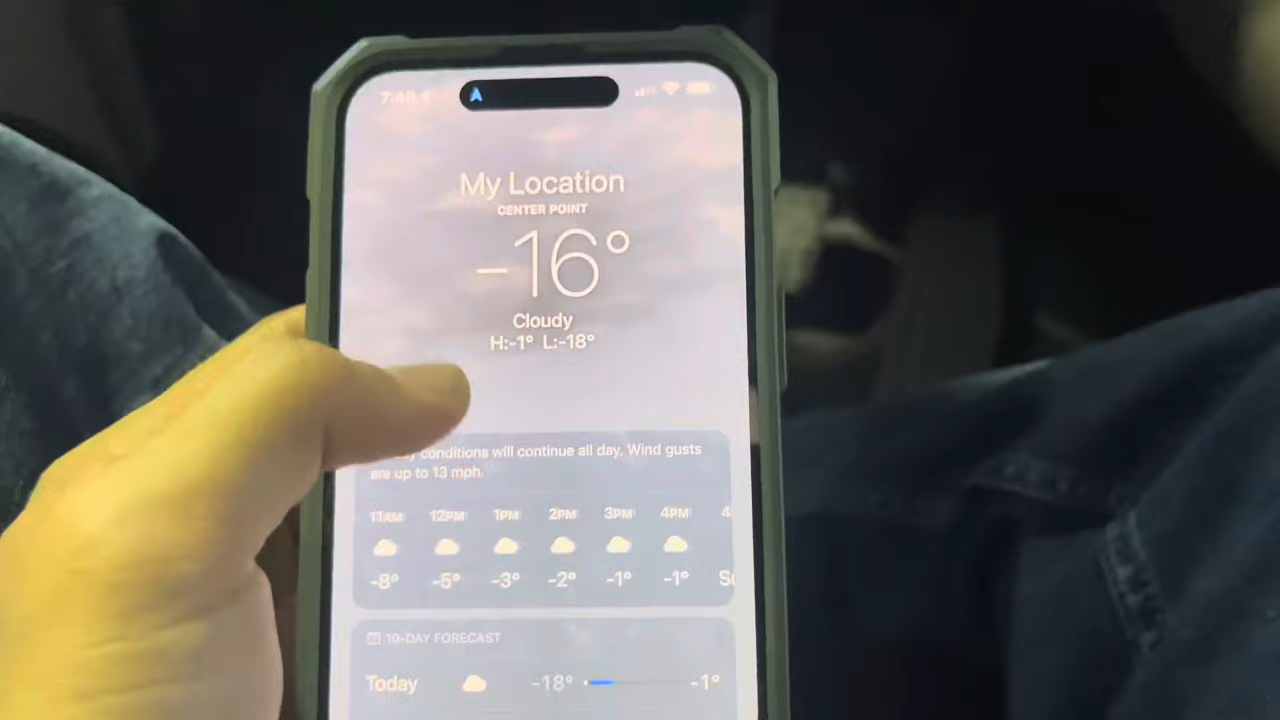 My Location
CENTER POINT
-16°
Cloudy
H:-1° L:-18°
conditions will continue all day. Wind gusts
are up to 13 mph.
11AM 12PM 1PM 2PM 3PM 4PM 4
-8° -5° -3° -2° -1° -1°
10-DAY FORECAST
Today -18° -1°